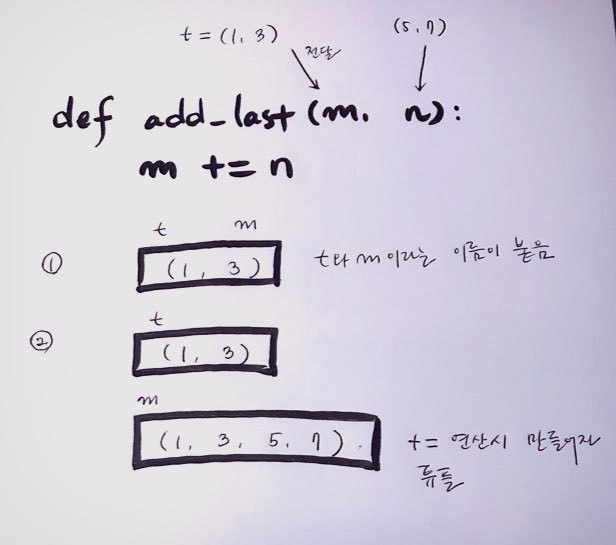 t = (1, 3)
(5, 7)
전달
def add_last (m, n):
m += n
t m
① (1, 3) t와 m이라는 이름이 붙음
t
② (1, 3)
m
(1, 3, 5, 7) += 연산시 만들어진
튜플